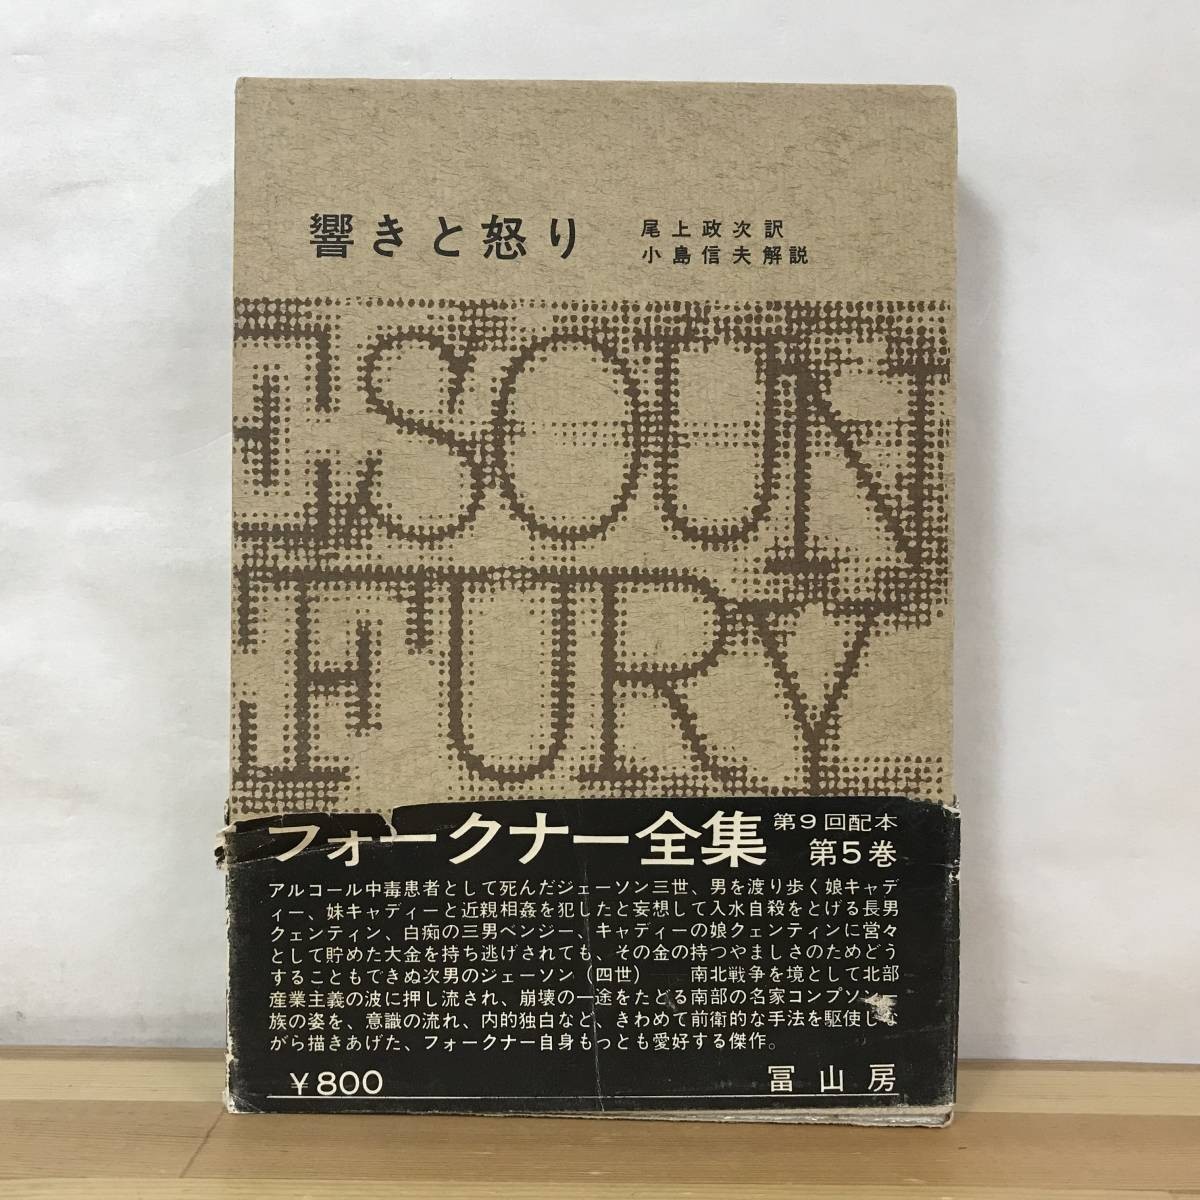 響きと怒り
尾上政次訳
小島信夫解説
E SOUN
FURY
フォークナー全集
第9回配本
第5巻
アルコール中毒患者として死んだジェーソン三世、男を渡り歩く娘キャデ
ィー、妹キャディーと近親相姦を犯したと妄想して入水自殺をとげる長男
クェンティン、白痴の三男ベンジー、キャディーの娘クェンティンに営々
として貯めた大金を持ち逃げされても、その金の持つやましさのためどう
することもできぬ次男のジェーソン(四世) 南北戦争を境として北部
産業主義の波に押し流され、崩壊の一途をたどる南部の名家コンプソン一
族の姿を、意識の流れ、内的独白など、きわめて前衛的な手法を駆使しな
がら描きあげた、フォークナー自身もっとも愛好する傑作。
¥800
冨山房